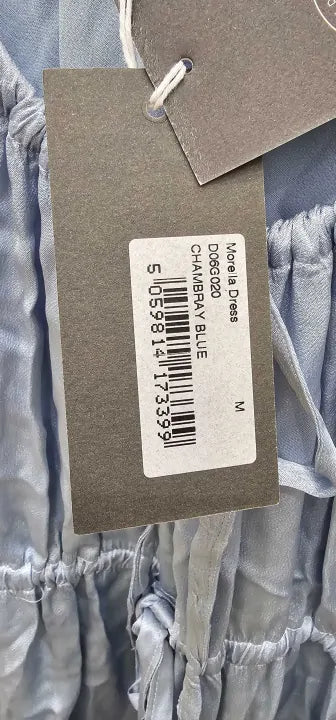 Morella Dress
D06G020
CHAMBRAY BLUE
M
5 059814 173399